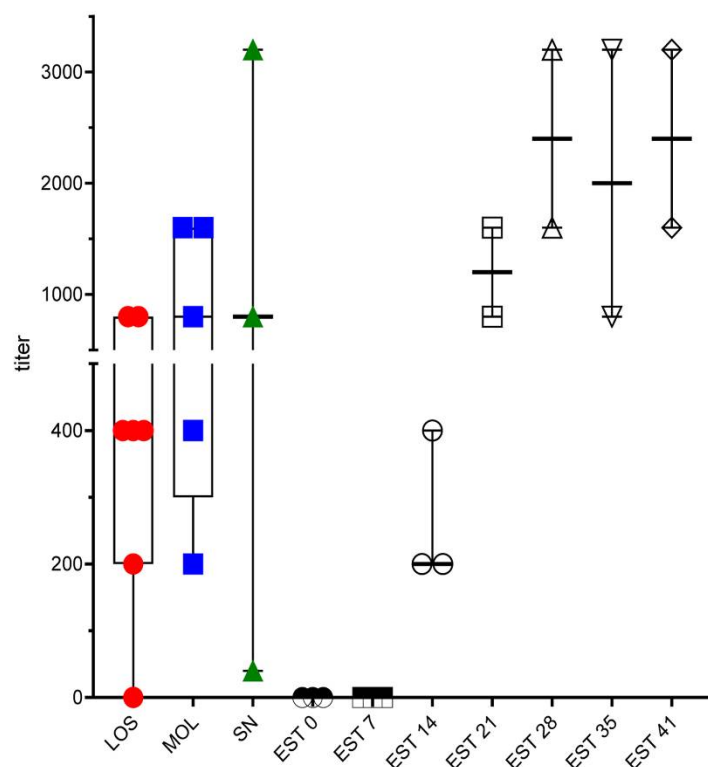 3000
2000
1000
titer
400
200
0
LOS
MOL
SN
EST 0
EST 7
EST 14
EST 21
EST 28
EST 35
EST 41